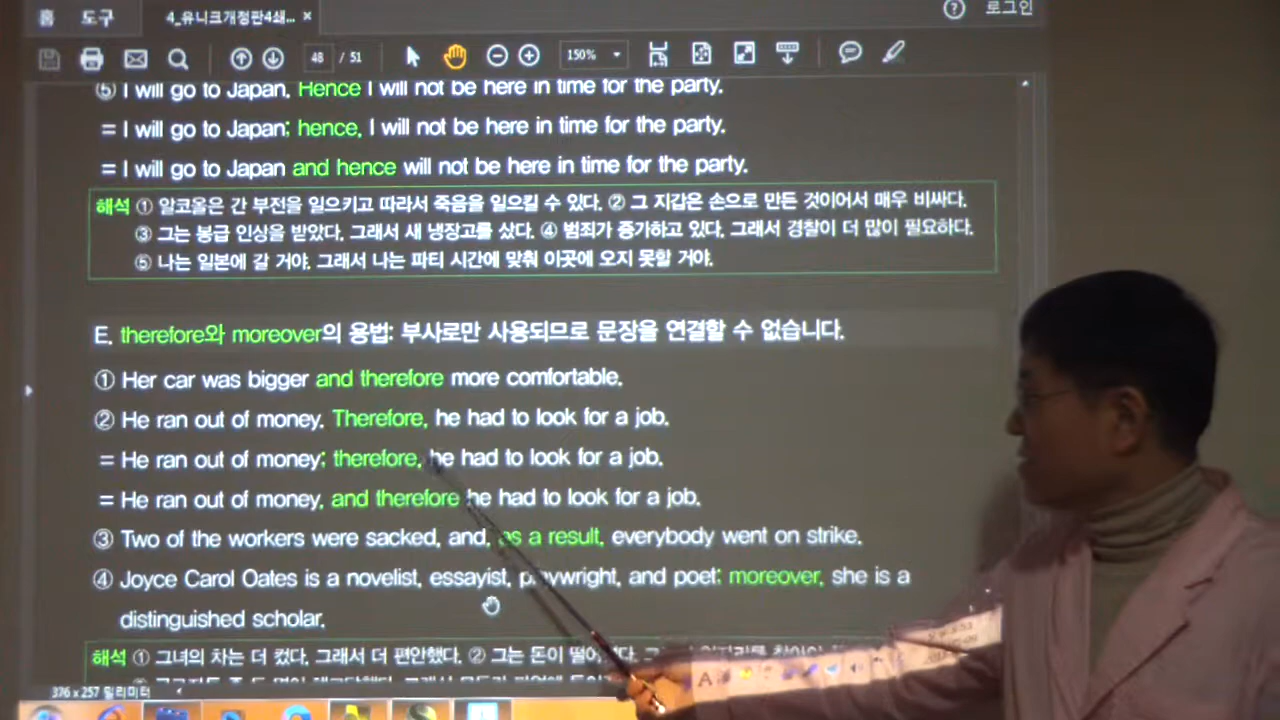 홈 도구 4_유니크개정판4쇄... × 로그인
48 / 51 150%
⑤ I will go to Japan. Hence I will not be here in time for the party.
= I will go to Japan; hence, I will not be here in time for the party.
= I will go to Japan and hence will not be here in time for the party.
해석 ① 알코올은 간 부전을 일으키고 따라서 죽음을 일으킬 수 있다. ② 그 지갑은 손으로 만든 것이어서 매우 비싸다.
③ 그는 봉급 인상을 받았다. 그래서 새 냉장고를 샀다. ④ 범죄가 증가하고 있다. 그래서 경찰이 더 많이 필요하다.
⑤ 나는 일본에 갈 거야. 그래서 나는 파티 시간에 맞춰 이곳에 오지 못할 거야.
E. therefore와 moreover의 용법: 부사로만 사용되므로 문장을 연결할 수 없습니다.
① Her car was bigger and therefore more comfortable.
② He ran out of money. Therefore, he had to look for a job.
= He ran out of money; therefore, he had to look for a job.
= He ran out of money, and therefore he had to look for a job.
③ Two of the workers were sacked, and, as a result, everybody went on strike.
④ Joyce Carol Oates is a novelist, essayist, playwright, and poet; moreover, she is a
distinguished scholar.
해석 ① 그녀의 차는 더 컸다. 그래서 더 편안했다. ② 그는 돈이 떨어졌다.
376 x 257 밀리미터